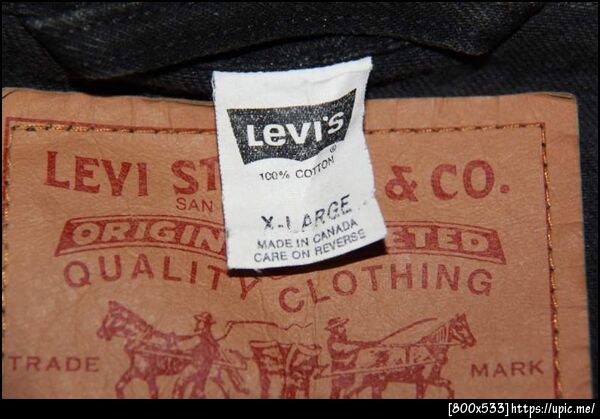 Levi's
®
100% COTTON
X-LARGE
MADE IN CANADA
CARE ON REVERSE
LEVI ST & CO.
SAN
ORIGIN ETED
QUALITY CLOTHING
TRADE MARK
[800x533]https://upic.me/